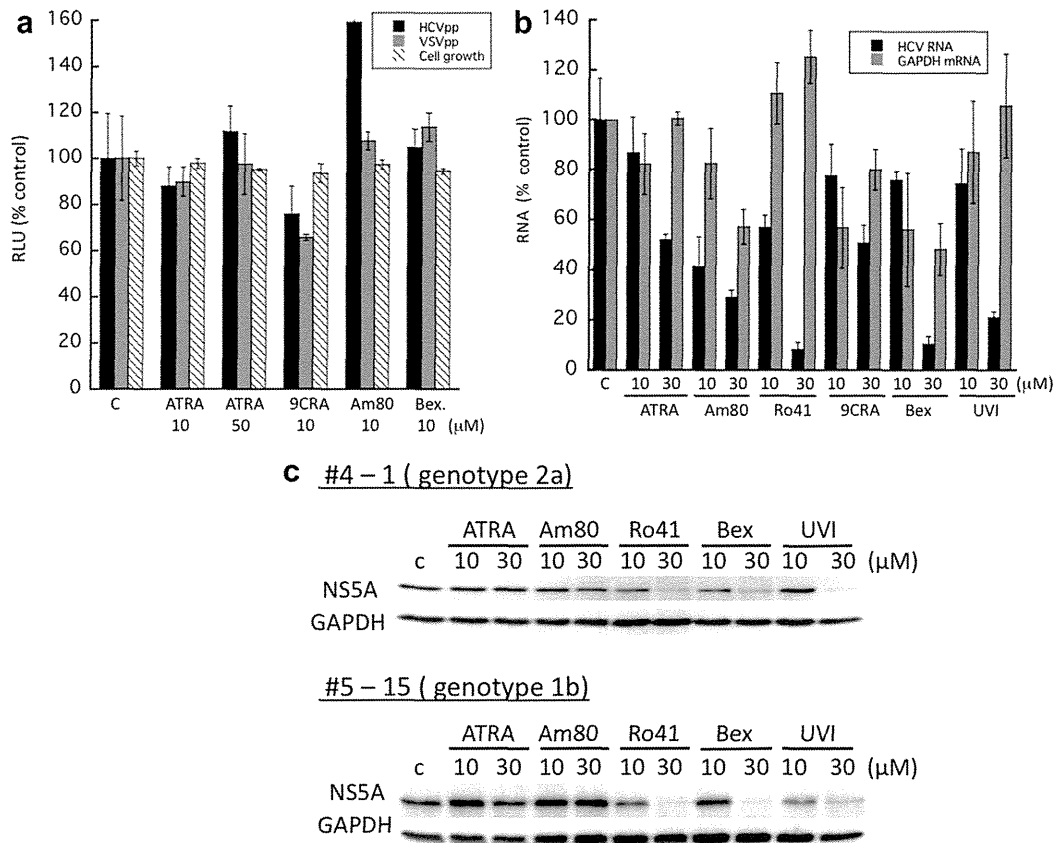 a
160
140
120
100
80
60
40
20
0
RLU (% control)
HCVpp
VSVpp
Cell growth
C ATRA ATRA 9CRA Am80 Bex.
10 50 10 10 10 (μM)
b
140
120
100
80
60
40
20
0
RNA (% control)
HCV RNA
GAPDH mRNA
C 10 30 10 30 10 30 10 30 10 30 10 30 (μM)
ATRA Am80 Ro41 9CRA Bex UVI
c #4 – 1 ( genotype 2a)
ATRA Am80 Ro41 Bex UVI
c 10 30 10 30 10 30 10 30 10 30 (μM)
NS5A
GAPDH
#5 – 15 ( genotype 1b)
ATRA Am80 Ro41 Bex UVI
c 10 30 10 30 10 30 10 30 10 30 (μM)
NS5A
GAPDH